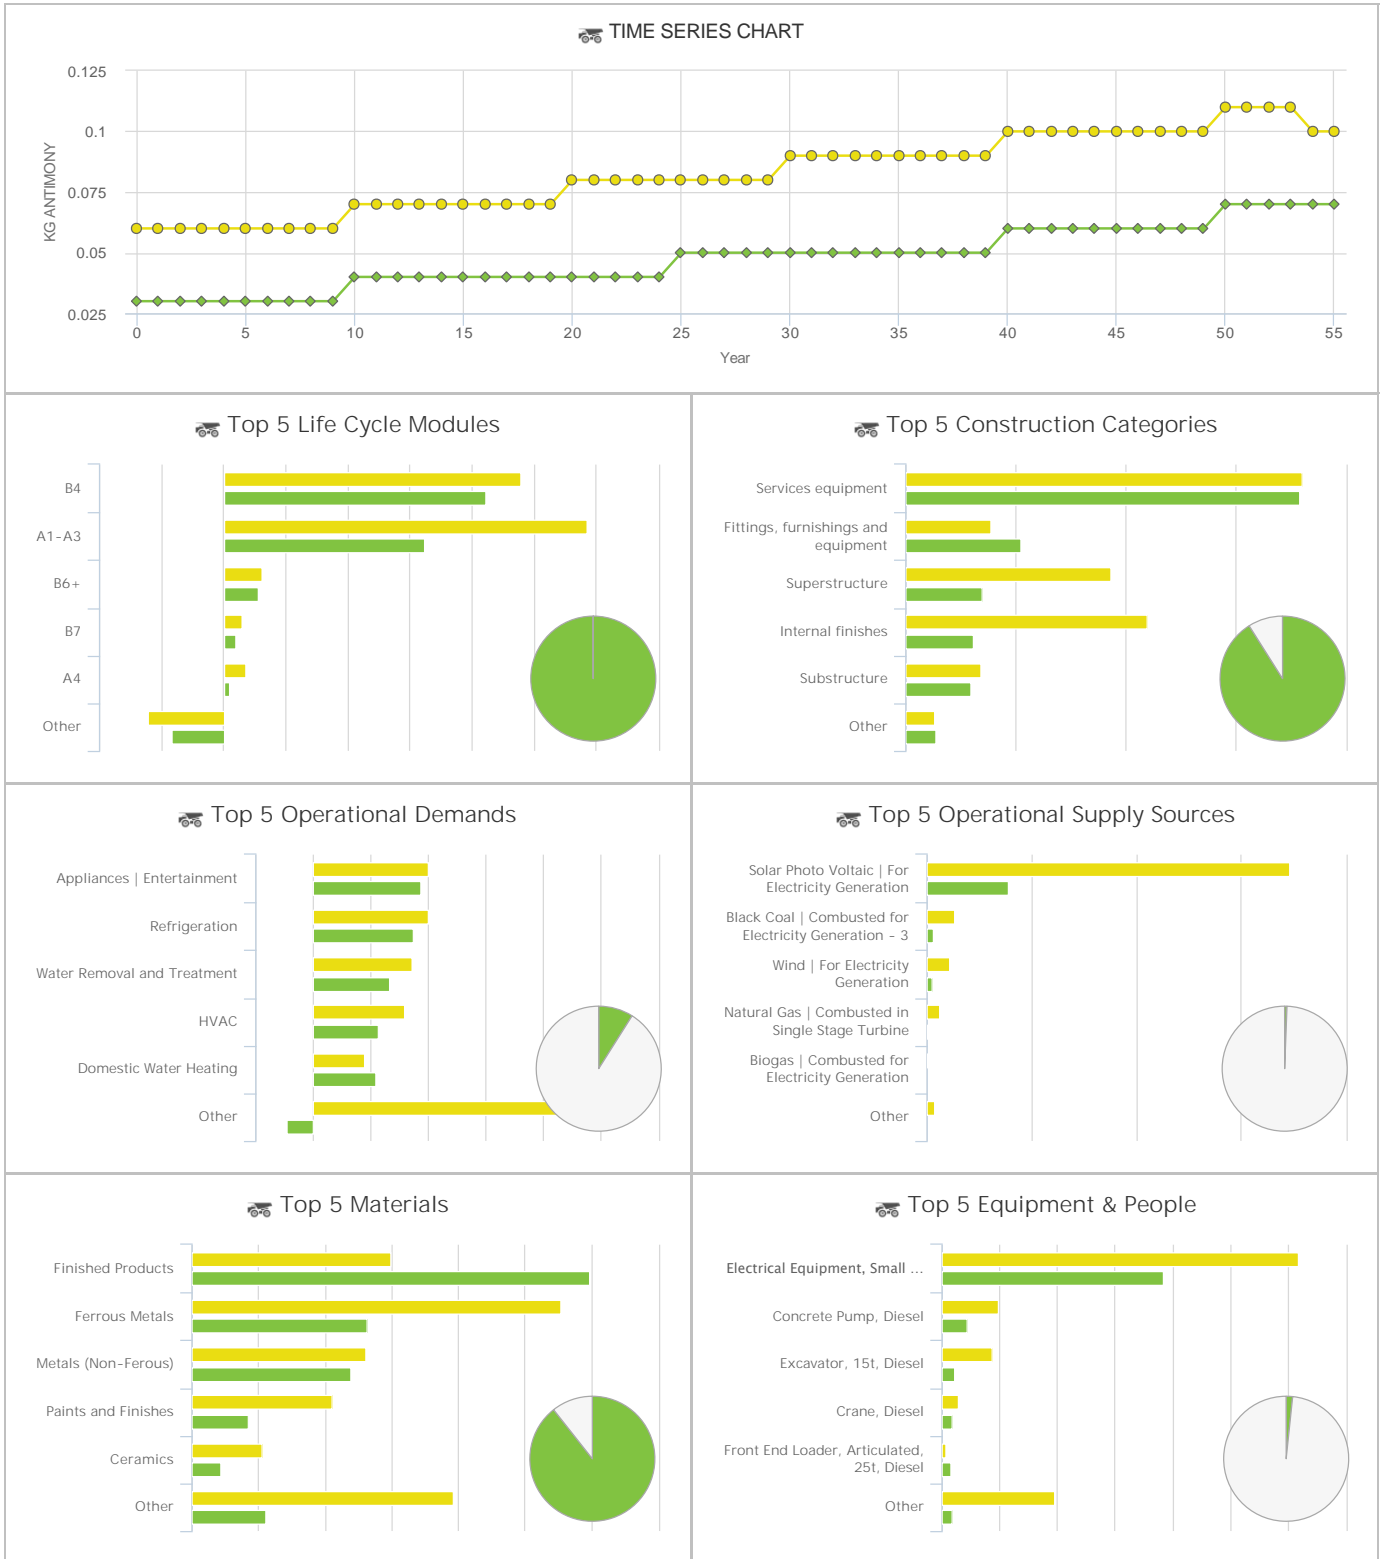 TIME SERIES CHART
0.125
0.1
0.075
0.05
0.025
KG ANTIMONY
0 5 10 15 20 25 30 35 40 45 50 55
Year
Top 5 Life Cycle Modules
B4
A1-A3
B6+
B7
A4
Other
Top 5 Construction Categories
Services equipment
Fittings, furnishings and
equipment
Superstructure
Internal finishes
Substructure
Other
Top 5 Operational Demands
Appliances | Entertainment
Refrigeration
Water Removal and Treatment
HVAC
Domestic Water Heating
Other
Top 5 Operational Supply Sources
Solar Photo Voltaic | For
Electricity Generation
Black Coal | Combusted for
Electricity Generation - 3
Wind | For Electricity
Generation
Natural Gas | Combusted in
Single Stage Turbine
Biogas | Combusted for
Electricity Generation
Other
Top 5 Materials
Finished Products
Ferrous Metals
Metals (Non-Ferous)
Paints and Finishes
Ceramics
Other
Top 5 Equipment & People
Electrical Equipment, Small ...
Concrete Pump, Diesel
Excavator, 15t, Diesel
Crane, Diesel
Front End Loader, Articulated,
25t, Diesel
Other